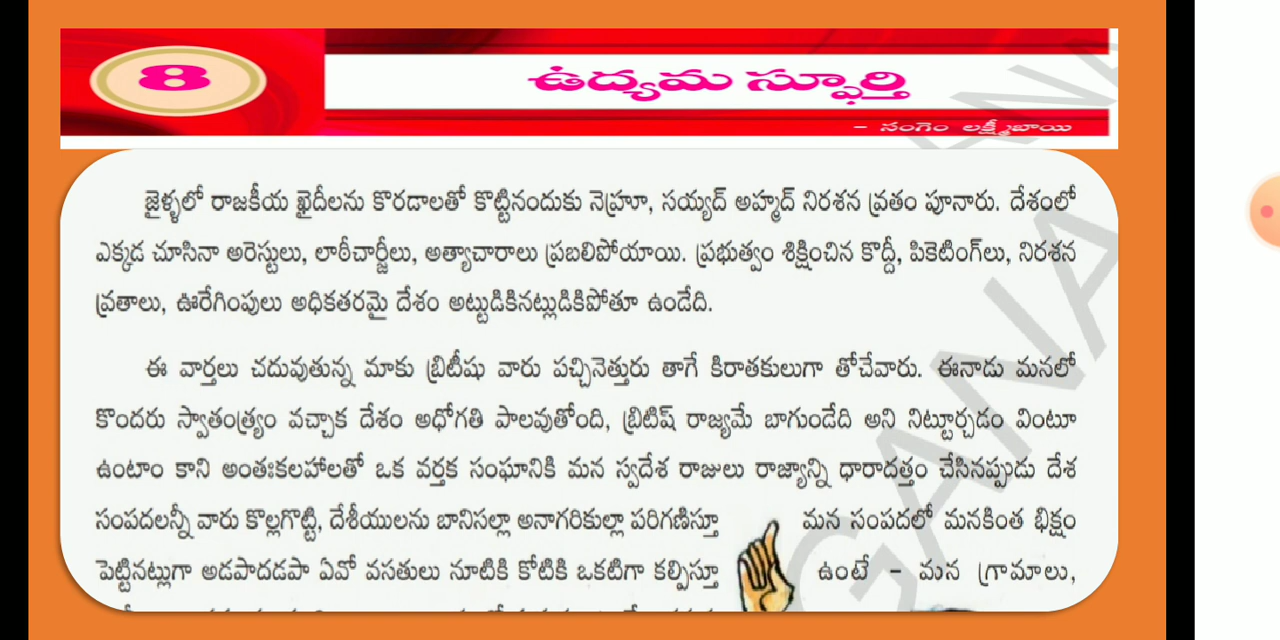 8
ఉద్యమ స్ఫూర్తి
– సంగెం లక్ష్మీబాయి
జైళ్ళలో రాజకీయ ఖైదీలను కొరడాలతో కొట్టినందుకు నెహ్రూ, సయ్యద్ అహ్మద్ నిరశన వ్రతం పూనారు. దేశంలో
ఎక్కడ చూసినా అరెస్టులు, లాఠీచార్జీలు, అత్యాచారాలు ప్రబలిపోయాయి. ప్రభుత్వం శిక్షించిన కొద్దీ, పికెటింగ్‌లు, నిరశన
వ్రతాలు, ఊరేగింపులు అధికతరమై దేశం అట్టుడికినట్లుడికిపోతూ ఉండేది.
ఈ వార్తలు చదువుతున్న మాకు బ్రిటీషు వారు పచ్చినెత్తురు తాగే కిరాతకులుగా తోచేవారు. ఈనాడు మనలో
కొందరు స్వాతంత్ర్యం వచ్చాక దేశం అధోగతి పాలవుతోంది, బ్రిటిష్ రాజ్యమే బాగుండేది అని నిట్టూర్చడం వింటూ
ఉంటాం కాని అంతఃకలహాలతో ఒక వర్తక సంఘానికి మన స్వదేశ రాజులు రాజ్యాన్ని ధారాదత్తం చేసినప్పుడు దేశ
సంపదలన్నీ వారు కొల్లగొట్టి, దేశీయులను బానిసల్లా అనాగరికుల్లా పరిగణిస్తూ మన సంపదలో మనకింత భిక్షం
పెట్టినట్లుగా అడపాదడపా ఏవో వసతులు నూటికి కోటికి ఒకటిగా కల్పిస్తూ ఉంటే – మన గ్రామాలు,
GANA